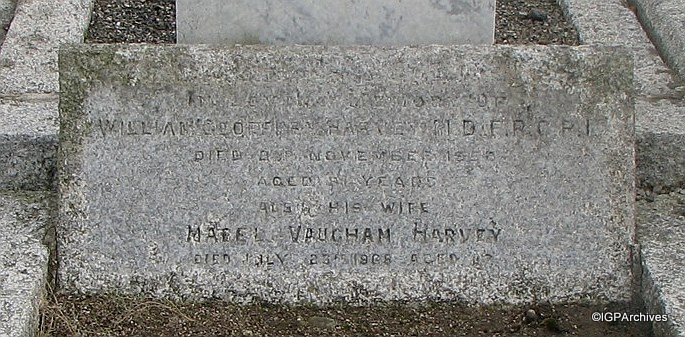 IN LOVING MEMORY OF
WILLIAM GEOFFREY HARVEY M.D. F.R.C.P.I.
DIED NOVEMBER
AGED YEARS
ALSO HIS WIFE
MABEL VAUGHAN HARVEY
DIED JULY 23RD AGED
©IGPArchives